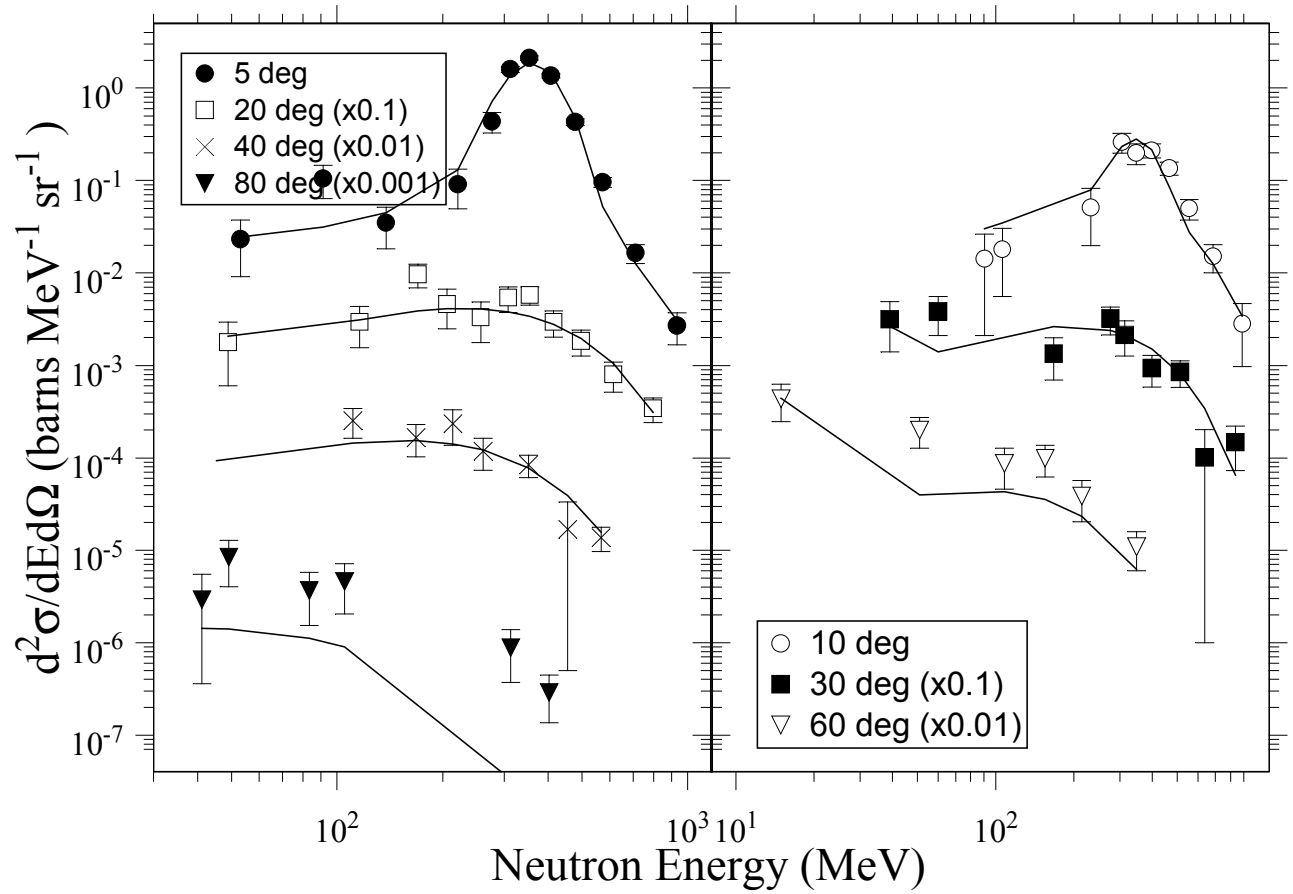 5 deg
20 deg (x0.1)
40 deg (x0.01)
80 deg (x0.001)
10⁰
10⁻¹
10⁻²
10⁻³
10⁻⁴
10⁻⁵
10⁻⁶
10⁻⁷
d²σ/dEdΩ (barns MeV⁻¹ sr⁻¹)
10 deg
30 deg (x0.1)
60 deg (x0.01)
10² 10³ 10¹ 10²
Neutron Energy (MeV)